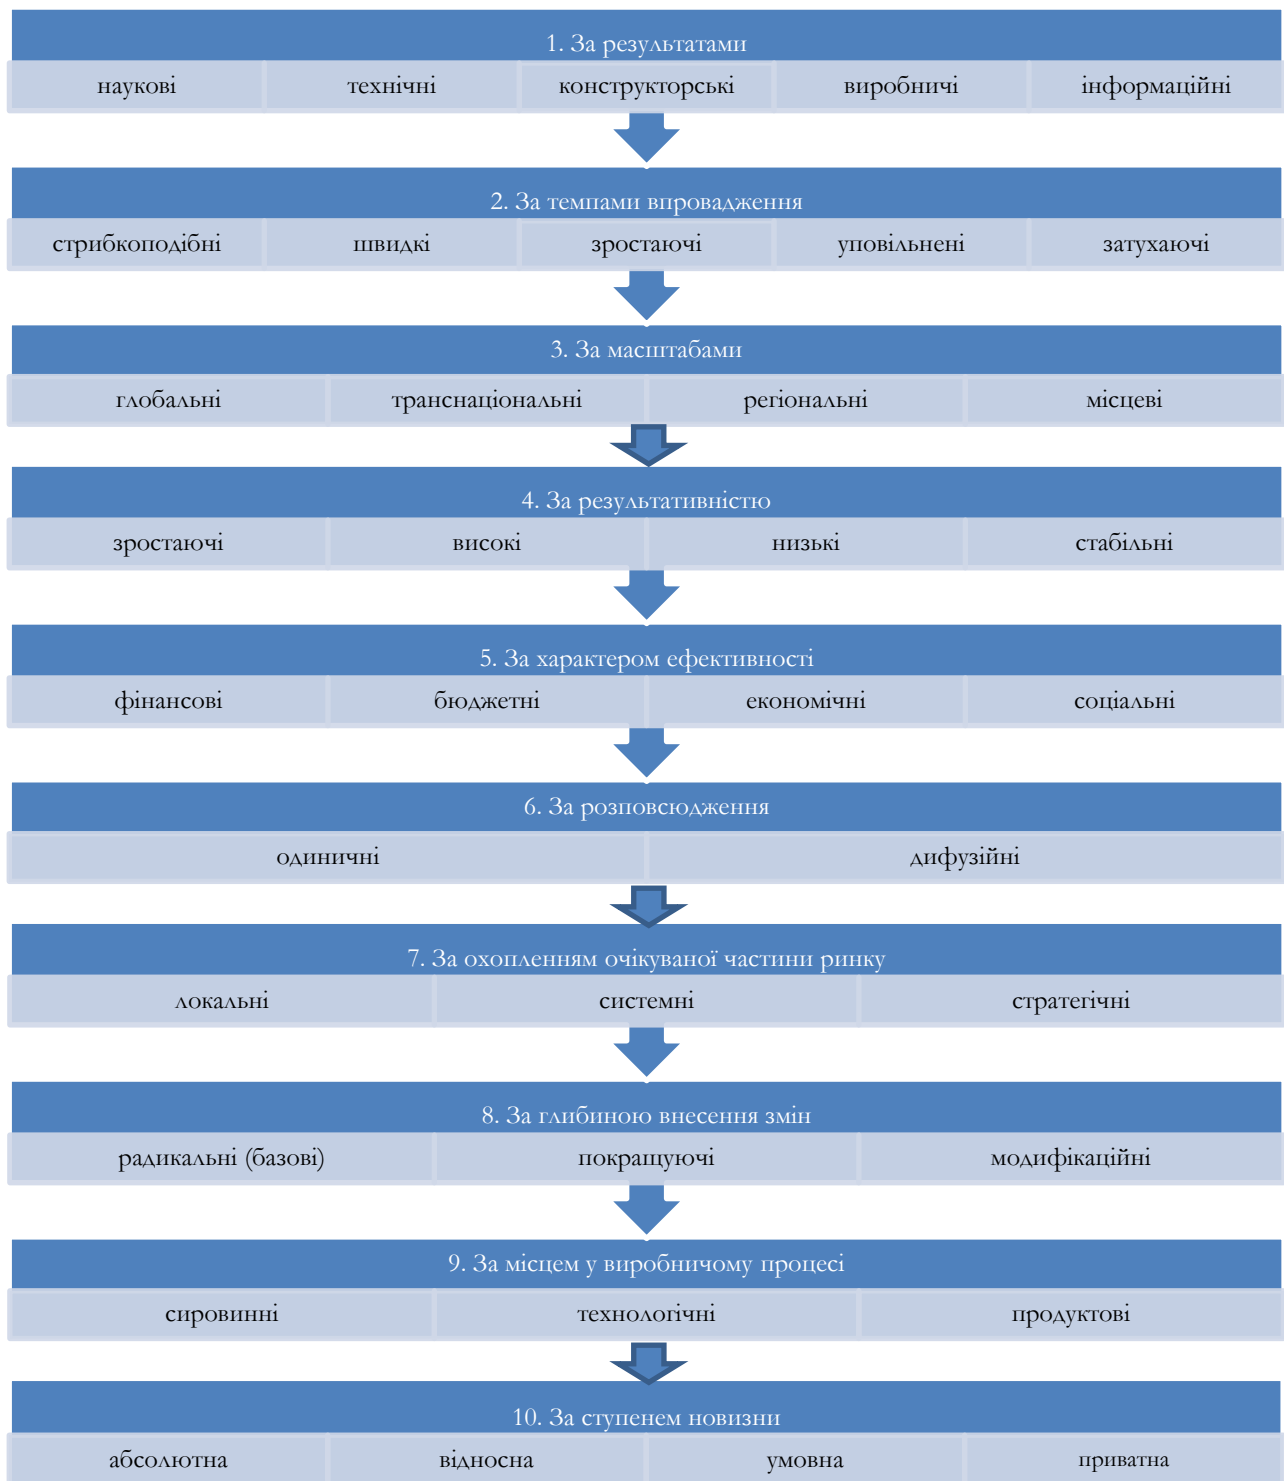 1. За результатами
наукові технічні конструкторські виробничі інформаційні
2. За темпами впровадження
стрибкоподібні швидкі зростаючі уповільнені затухаючі
3. За масштабами
глобальні транснаціональні регіональні місцеві
4. За результативністю
зростаючі високі низькі стабільні
5. За характером ефективності
фінансові бюджетні економічні соціальні
6. За розповсюдження
одиничні дифузійні
7. За охопленням очікуваної частини ринку
локальні системні стратегічні
8. За глибиною внесення змін
радикальні (базові) покращуючі модифікаційні
9. За місцем у виробничому процесі
сировинні технологічні продуктові
10. За ступенем новизни
абсолютна відносна умовна приватна